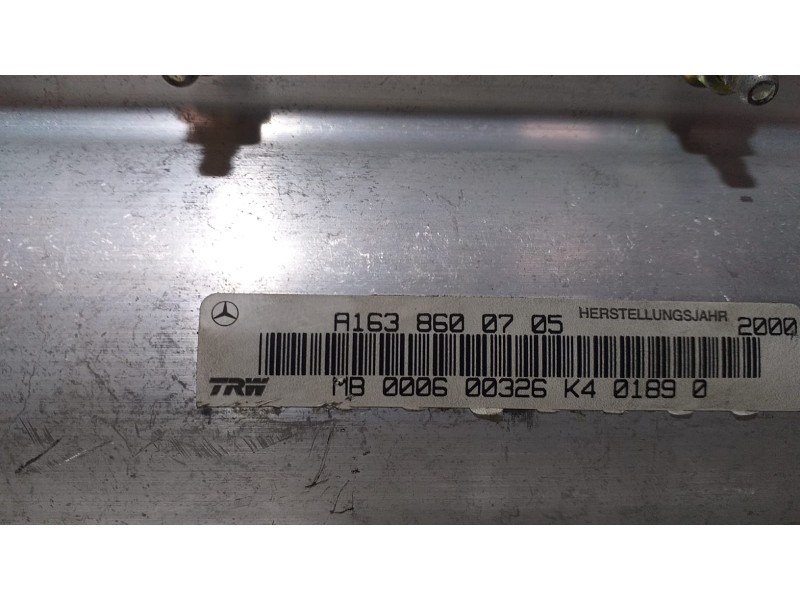 A163 860 07 05 HERSTELLUNGSJAHR 2000
TRW MB 0006 00326 K4 0189 0